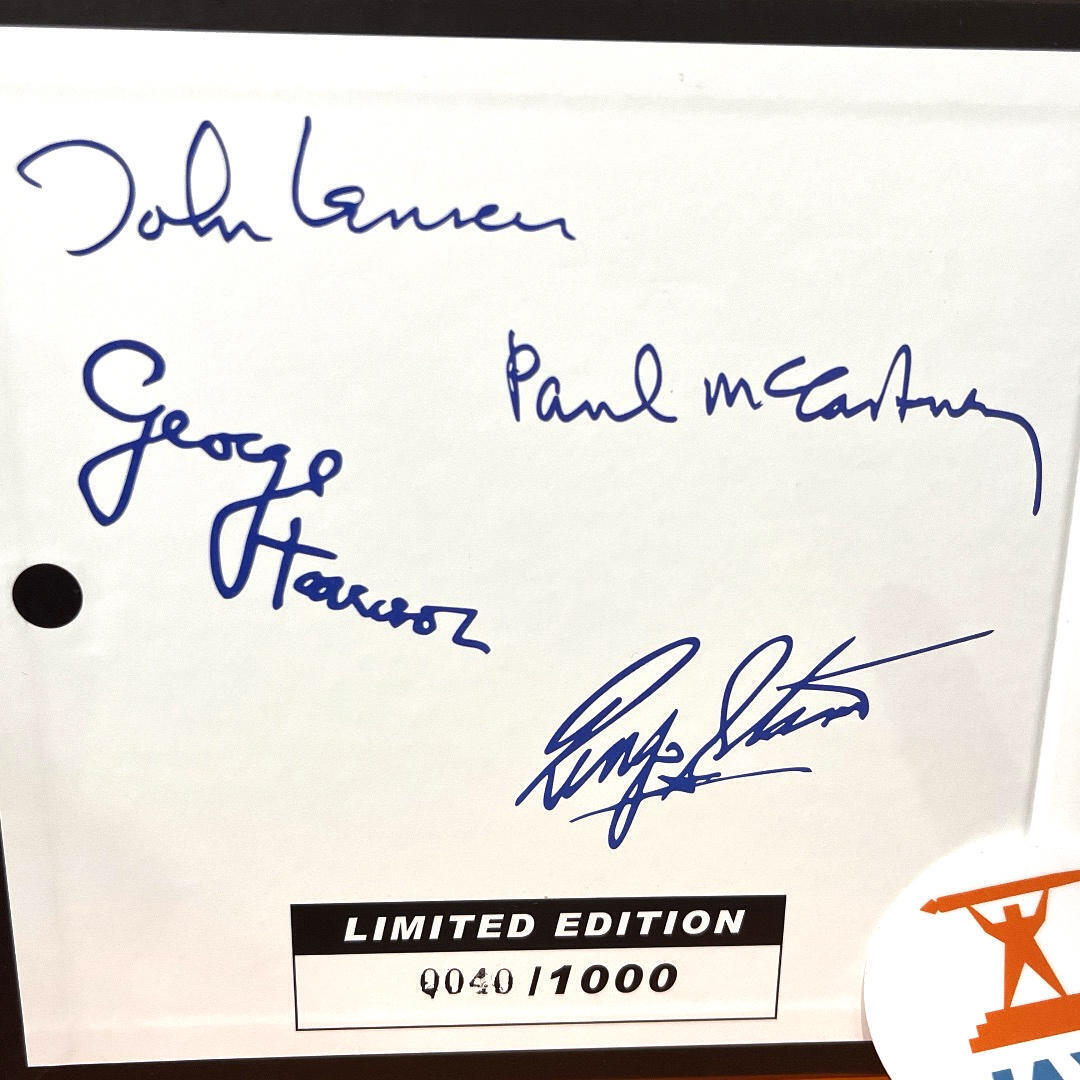 John Lennon
Paul McCartney
George
Harrison
Ringo Starr
LIMITED EDITION
0040 /1000